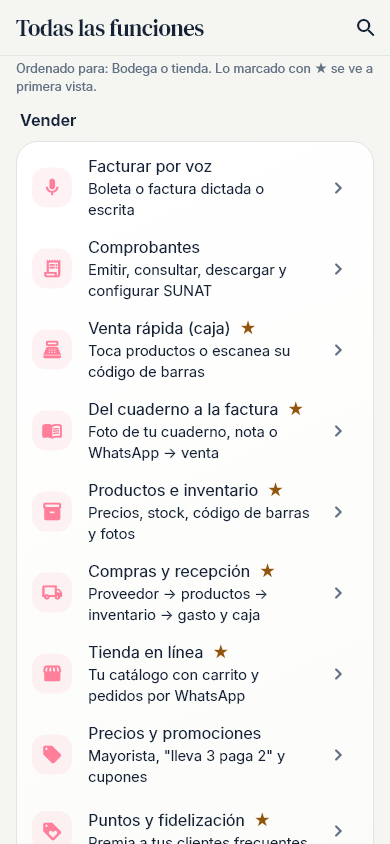 Todas las funciones
Ordenado para: Bodega o tienda. Lo marcado con ★ se ve a
primera vista.
Vender
Facturar por voz
Boleta o factura dictada o
escrita
Comprobantes
Emitir, consultar, descargar y
configurar SUNAT
Venta rápida (caja) ★
Toca productos o escanea su
código de barras
Del cuaderno a la factura ★
Foto de tu cuaderno, nota o
WhatsApp → venta
Productos e inventario ★
Precios, stock, código de barras
y fotos
Compras y recepción ★
Proveedor → productos →
inventario → gasto y caja
Tienda en línea ★
Tu catálogo con carrito y
pedidos por WhatsApp
Precios y promociones
Mayorista, "lleva 3 paga 2" y
cupones
Puntos y fidelización ★
Premia a tus clientes frecuentes